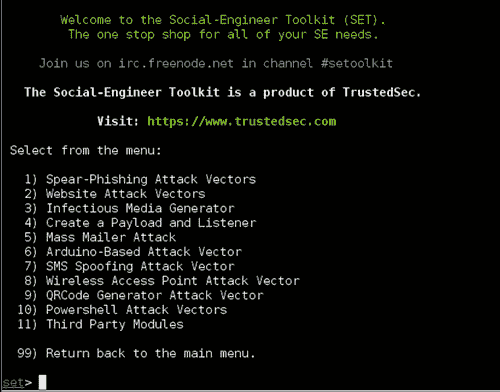 Welcome to the Social-Engineer Toolkit (SET).
The one stop shop for all of your SE needs.
Join us on irc.freenode.net in channel #setoolkit
The Social-Engineer Toolkit is a product of TrustedSec.
Visit: https://www.trustedsec.com
Select from the menu:
1) Spear-Phishing Attack Vectors
2) Website Attack Vectors
3) Infectious Media Generator
4) Create a Payload and Listener
5) Mass Mailer Attack
6) Arduino-Based Attack Vector
7) SMS Spoofing Attack Vector
8) Wireless Access Point Attack Vector
9) QRCode Generator Attack Vector
10) Powershell Attack Vectors
11) Third Party Modules
99) Return back to the main menu.
set>